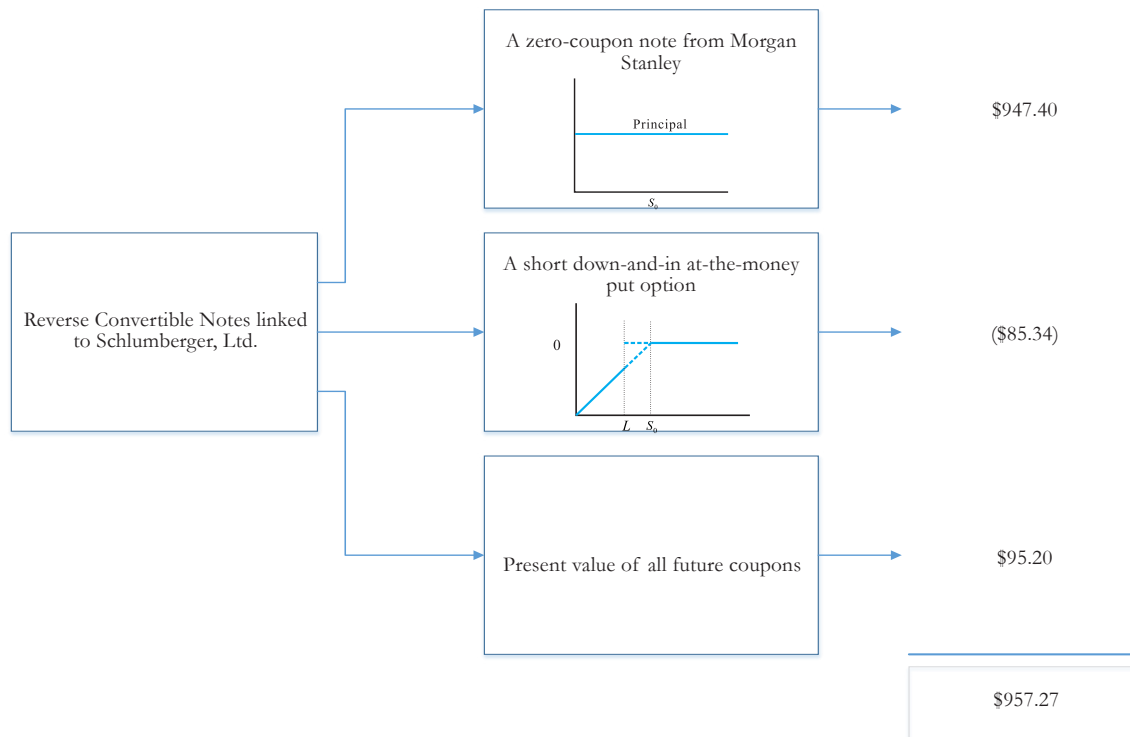 A zero-coupon note from Morgan
Stanley
Principal
S₀
$947.40
Reverse Convertible Notes linked
to Schlumberger, Ltd.
A short down-and-in at-the-money
put option
0
L S₀
($85.34)
Present value of all future coupons
$95.20
$957.27